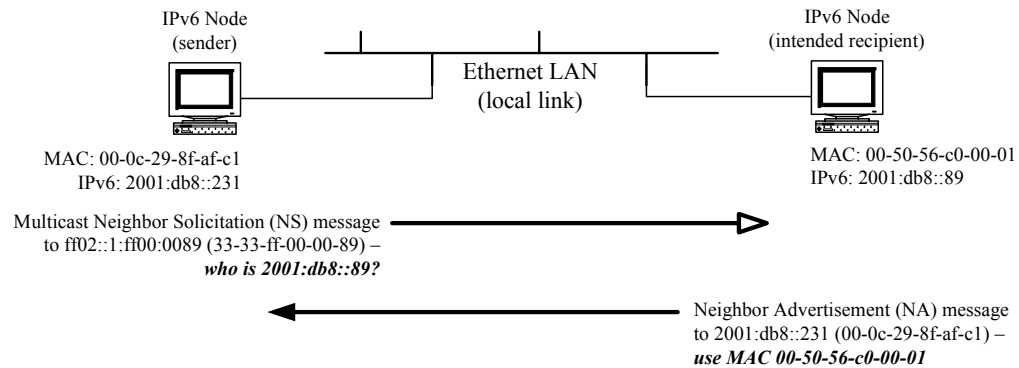 IPv6 Node
(sender)
IPv6 Node
(intended recipient)
Ethernet LAN
(local link)
MAC: 00-0c-29-8f-af-c1
IPv6: 2001:db8::231
MAC: 00-50-56-c0-00-01
IPv6: 2001:db8::89
Multicast Neighbor Solicitation (NS) message
to ff02::1:ff00:0089 (33-33-ff-00-00-89) –
who is 2001:db8::89?
Neighbor Advertisement (NA) message
to 2001:db8::231 (00-0c-29-8f-af-c1) –
use MAC 00-50-56-c0-00-01